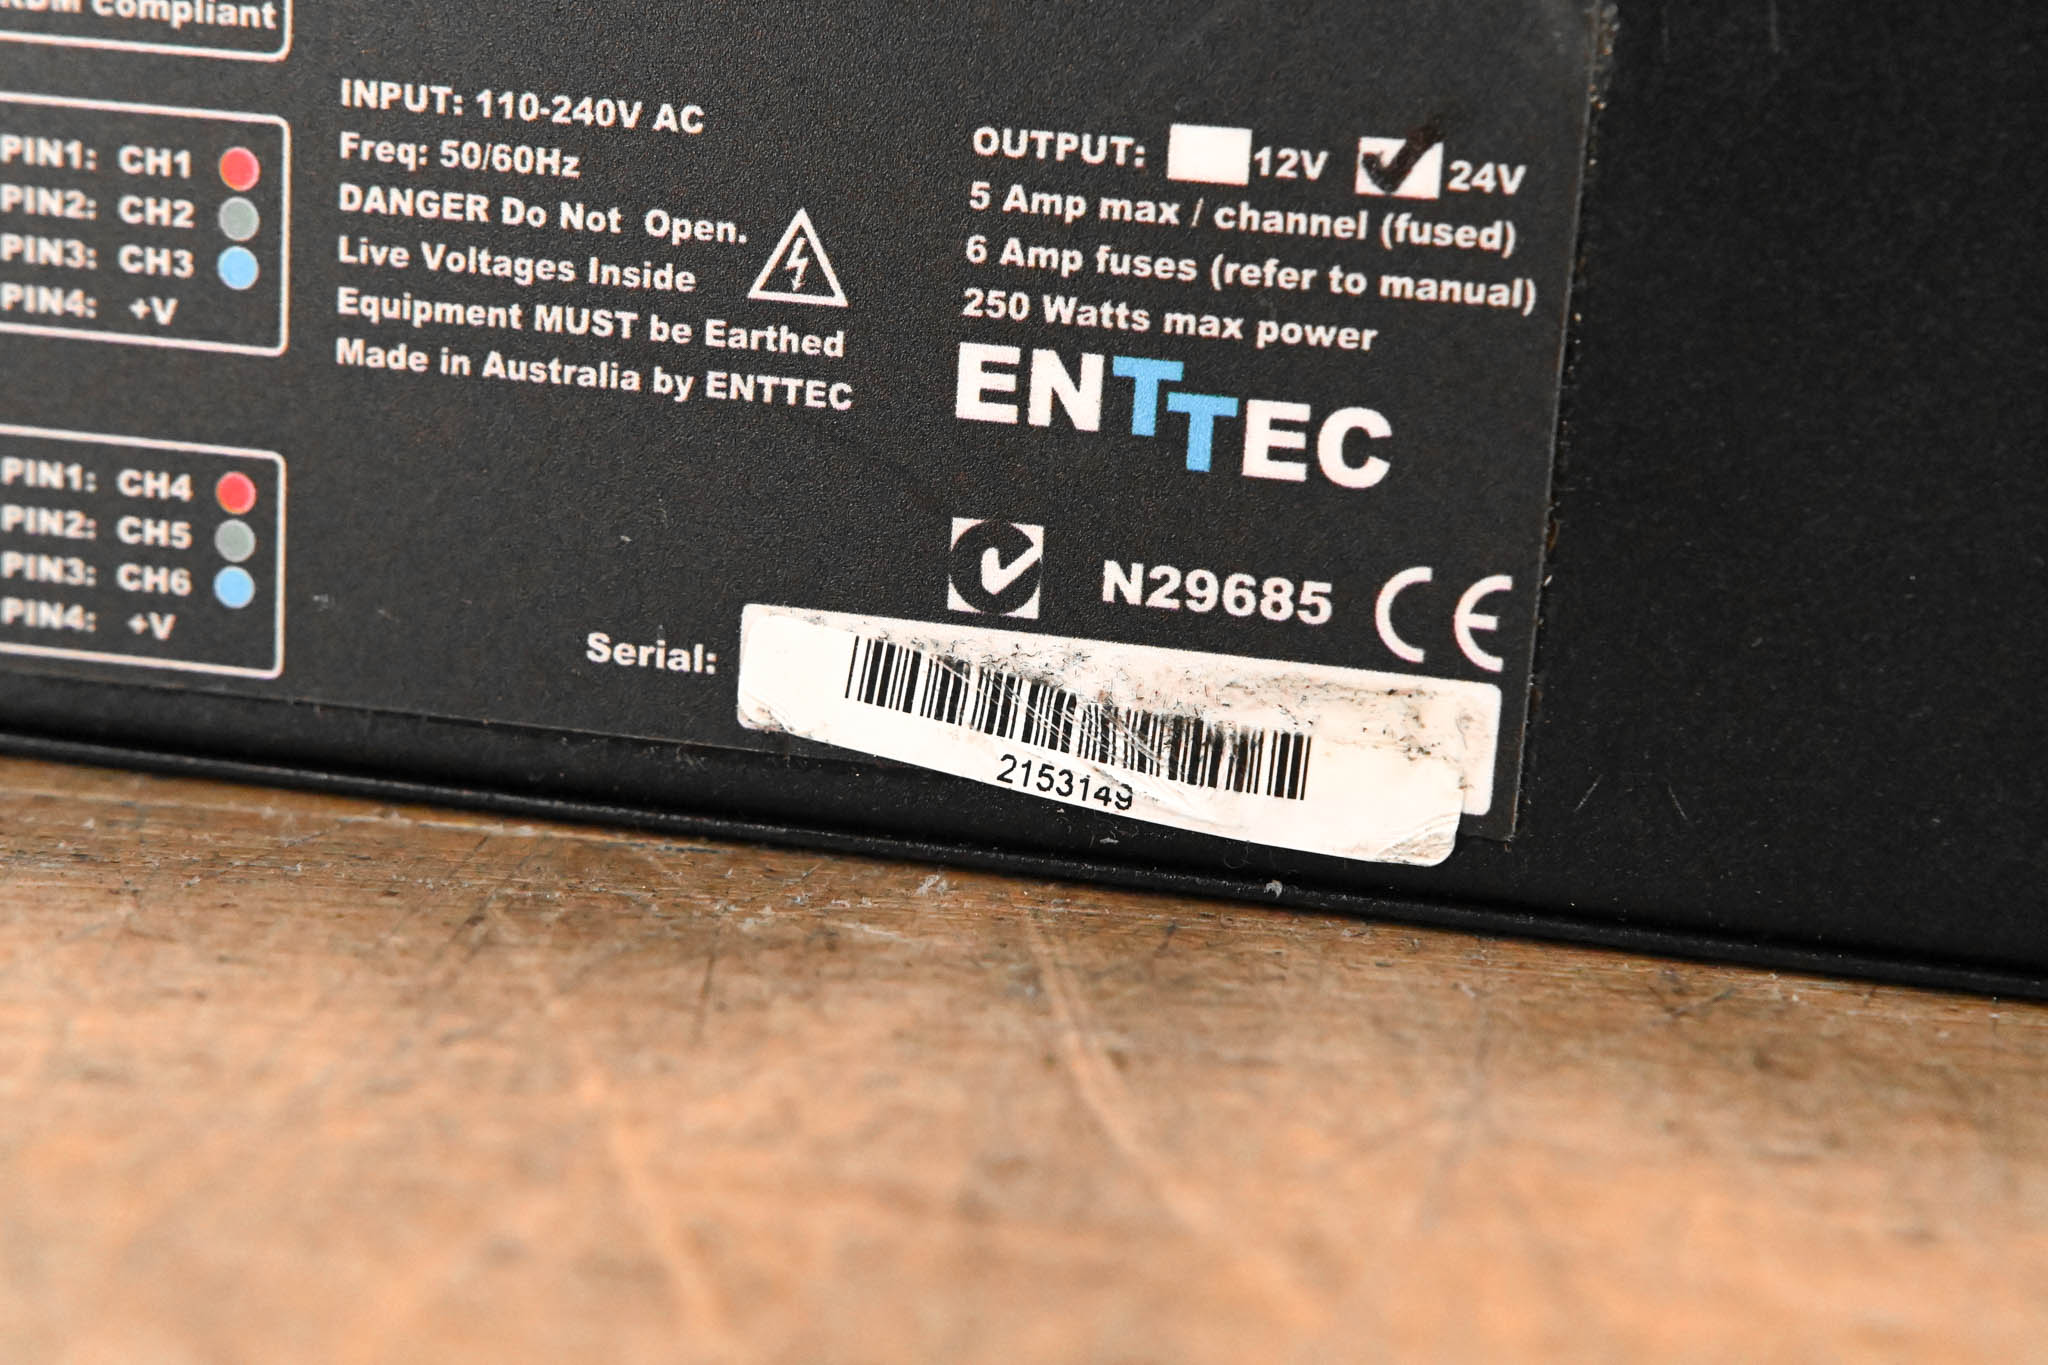 RDM compliant
PIN1: CH1
PIN2: CH2
PIN3: CH3
PIN4: +V
PIN1: CH4
PIN2: CH5
PIN3: CH6
PIN4: +V
INPUT: 110-240V AC
Freq: 50/60Hz
DANGER Do Not Open.
Live Voltages Inside
Equipment MUST be Earthed
Made in Australia by ENTTEC
OUTPUT: 12V 24V
5 Amp max / channel (fused)
6 Amp fuses (refer to manual)
250 Watts max power
ENTTEC
N29685 CE
Serial:
2153149